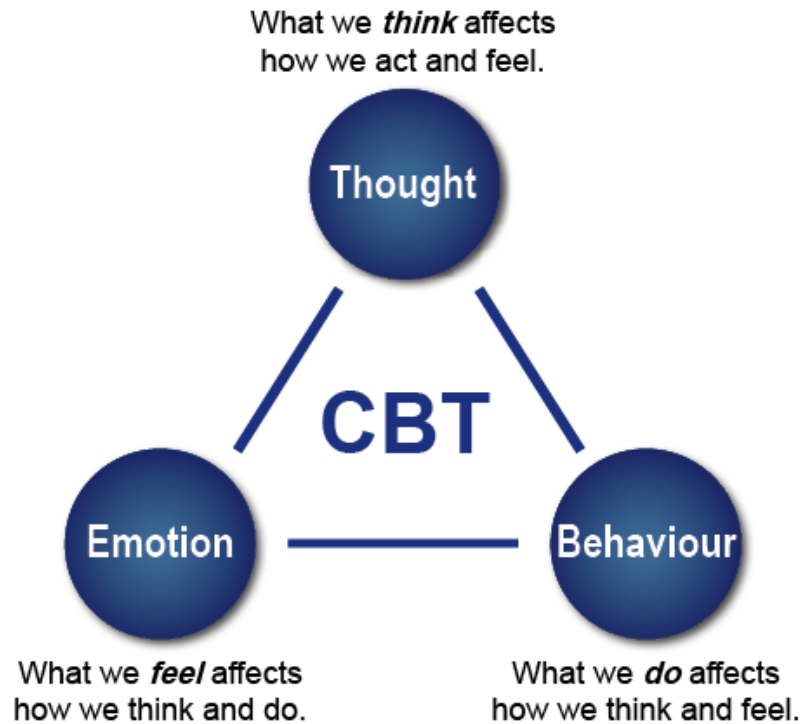 What we think affects
how we act and feel.
Thought
CBT
Emotion
Behaviour
What we feel affects
how we think and do.
What we do affects
how we think and feel.